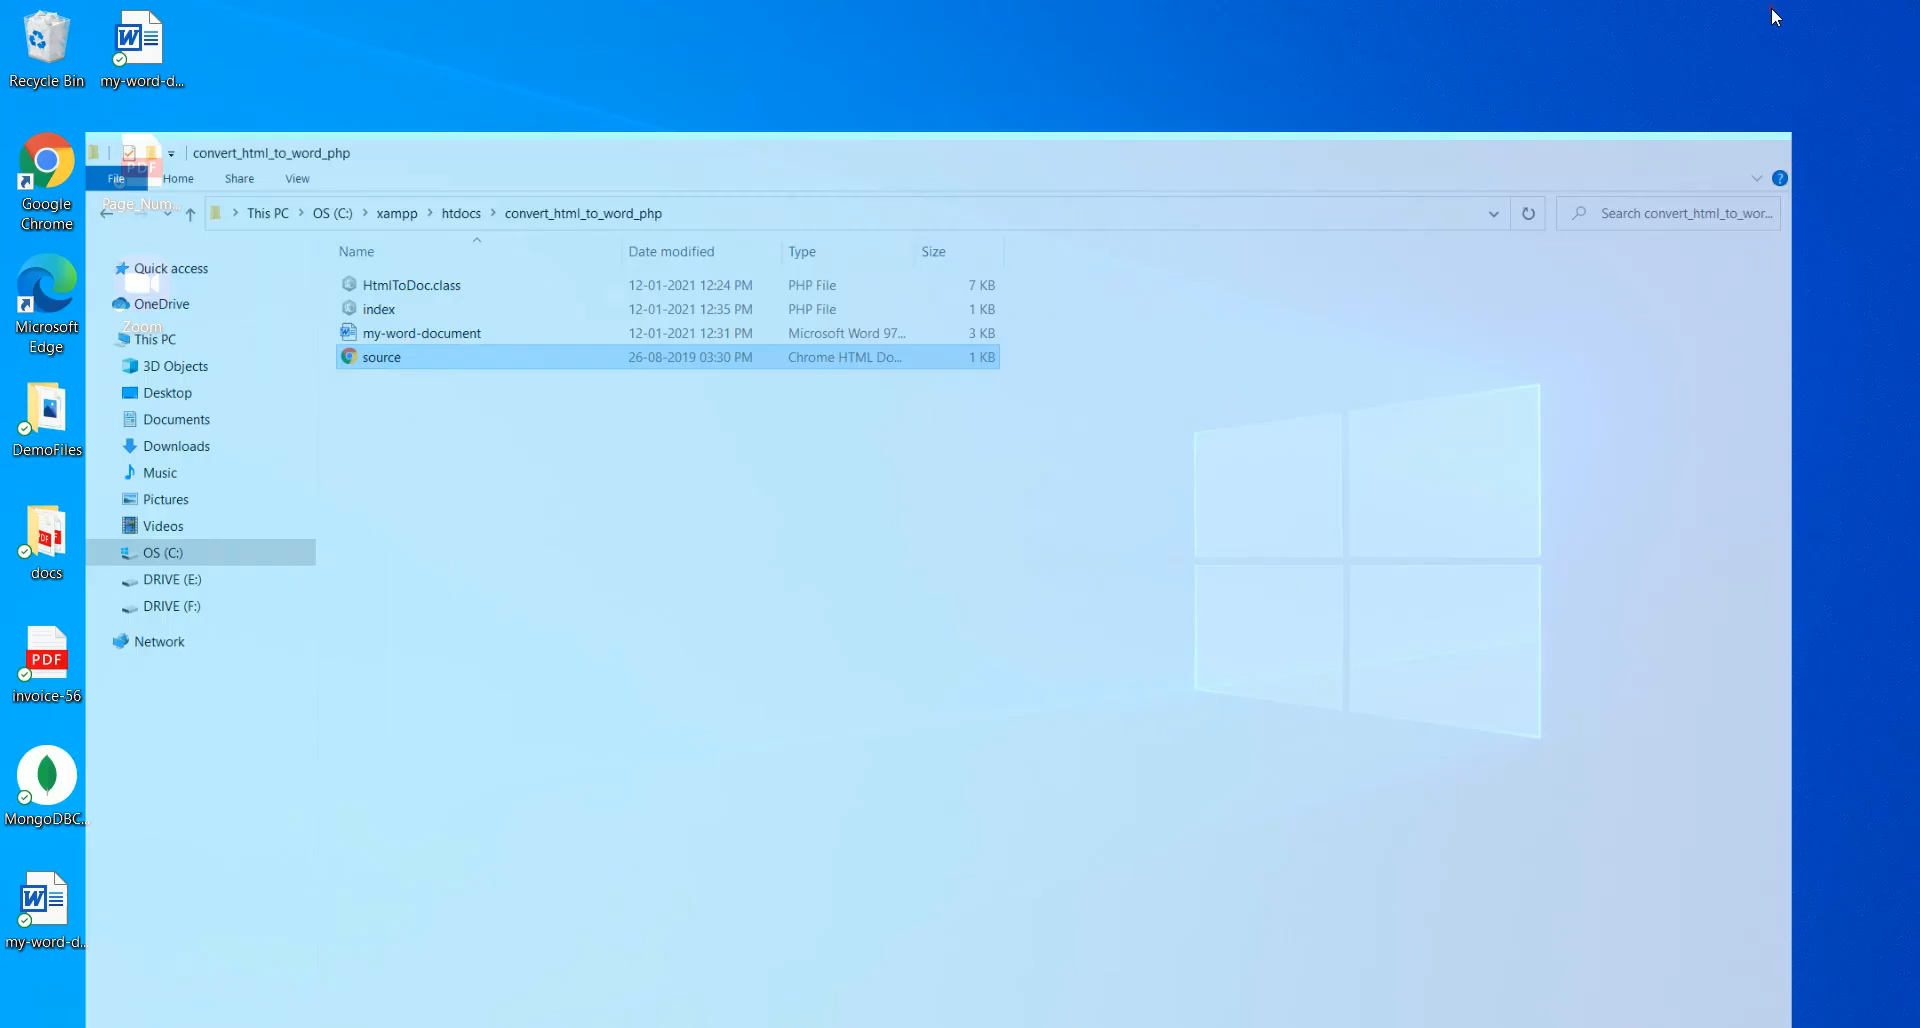 Recycle Bin
my-word-d...
Google
Chrome
Microsoft
Edge
DemoFiles
docs
PDF
invoice-56
MongoDBC...
my-word-d...
PDF
Page_Num...
Zoom
convert_html_to_word_php
File Home Share View
This PC > OS (C:) > xampp > htdocs > convert_html_to_word_php
Search convert_html_to_wor...
Quick access
OneDrive
This PC
3D Objects
Desktop
Documents
Downloads
Music
Pictures
Videos
OS (C:)
DRIVE (E:)
DRIVE (F:)
Network
Name Date modified Type Size
HtmlToDoc.class 12-01-2021 12:24 PM PHP File 7 KB
index 12-01-2021 12:35 PM PHP File 1 KB
my-word-document 12-01-2021 12:31 PM Microsoft Word 97... 3 KB
source 26-08-2019 03:30 PM Chrome HTML Do... 1 KB